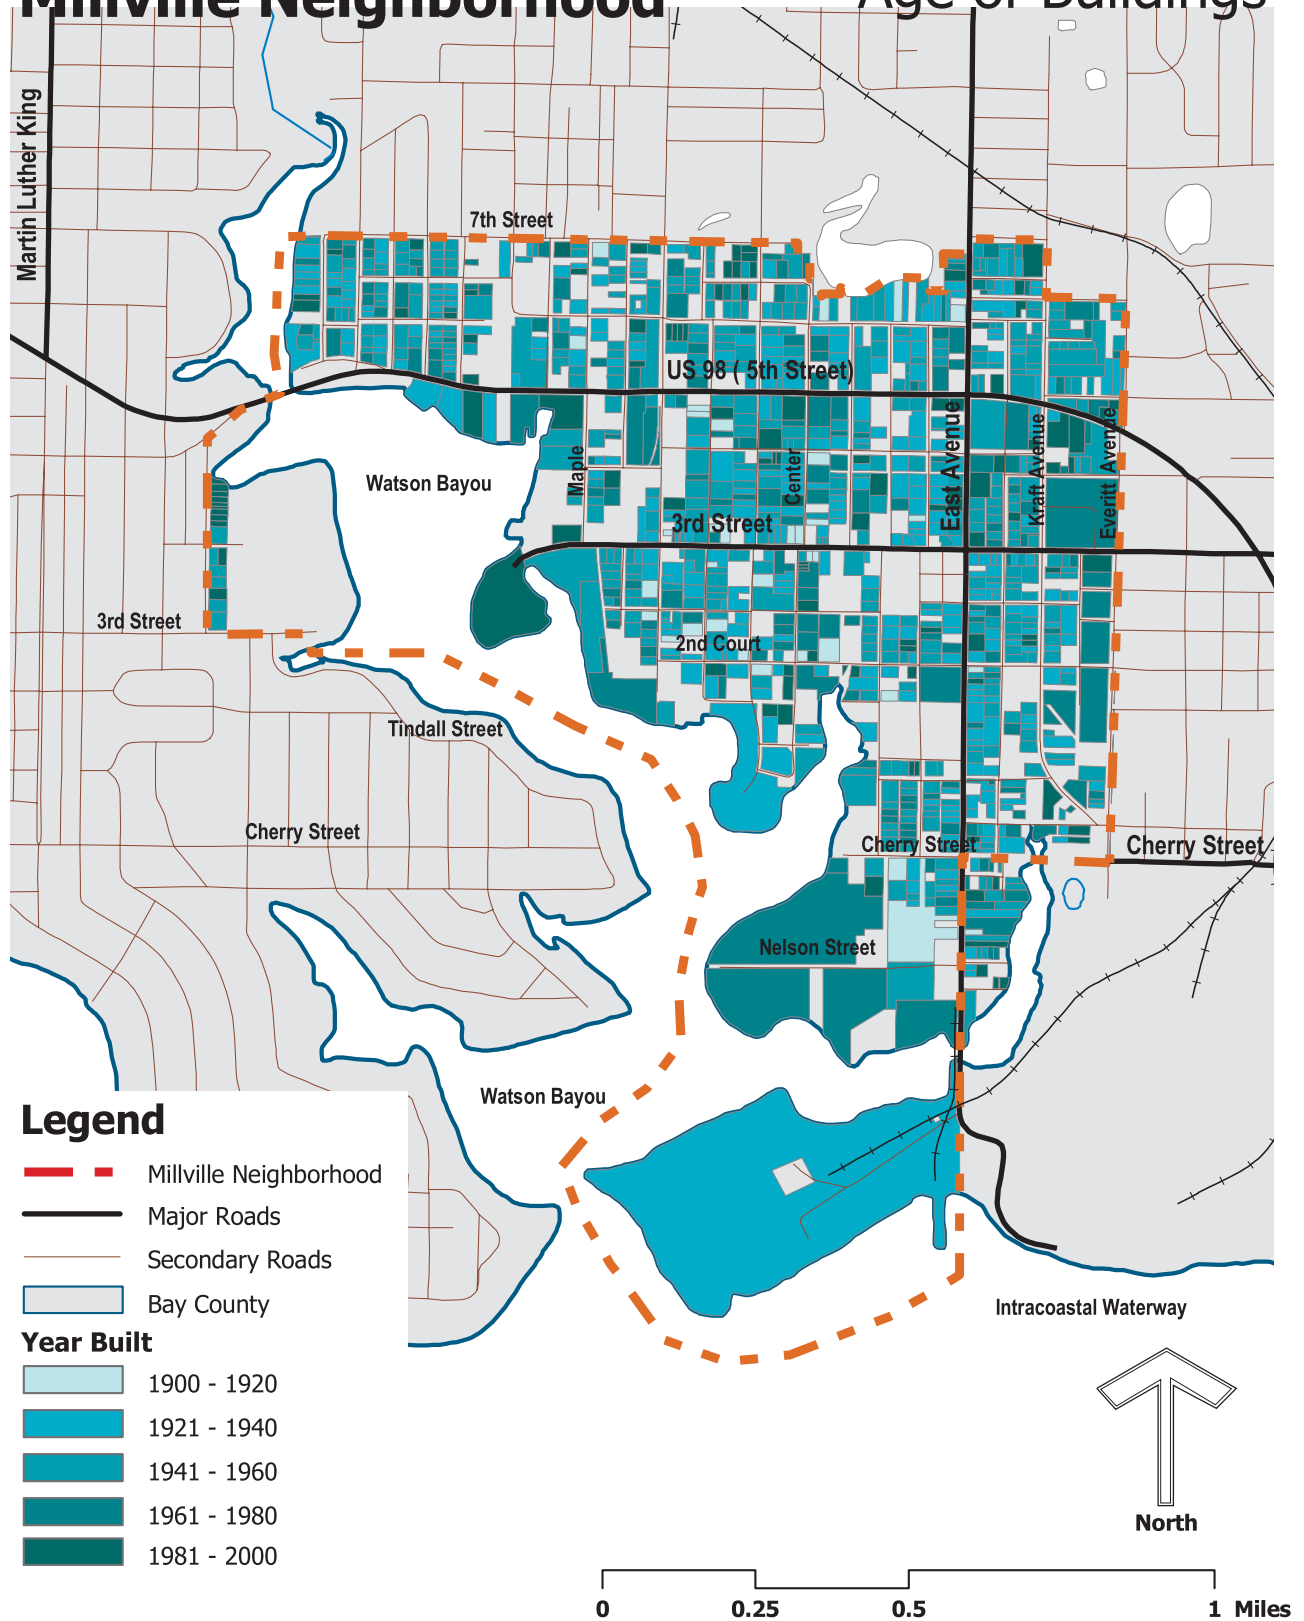 Millville Neighborhood
Age of Buildings
Martin Luther King
7th Street
US 98 ( 5th Street)
Watson Bayou
Maple
Center
East Avenue
Kraft Avenue
Everitt Avenue
3rd Street
3rd Street
2nd Court
Tindall Street
Cherry Street
Cherry Street
Cherry Street
Nelson Street
Watson Bayou
Intracoastal Waterway
Legend
Millville Neighborhood
Major Roads
Secondary Roads
Bay County
Year Built
1900 - 1920
1921 - 1940
1941 - 1960
1961 - 1980
1981 - 2000
North
0 0.25 0.5 1 Miles